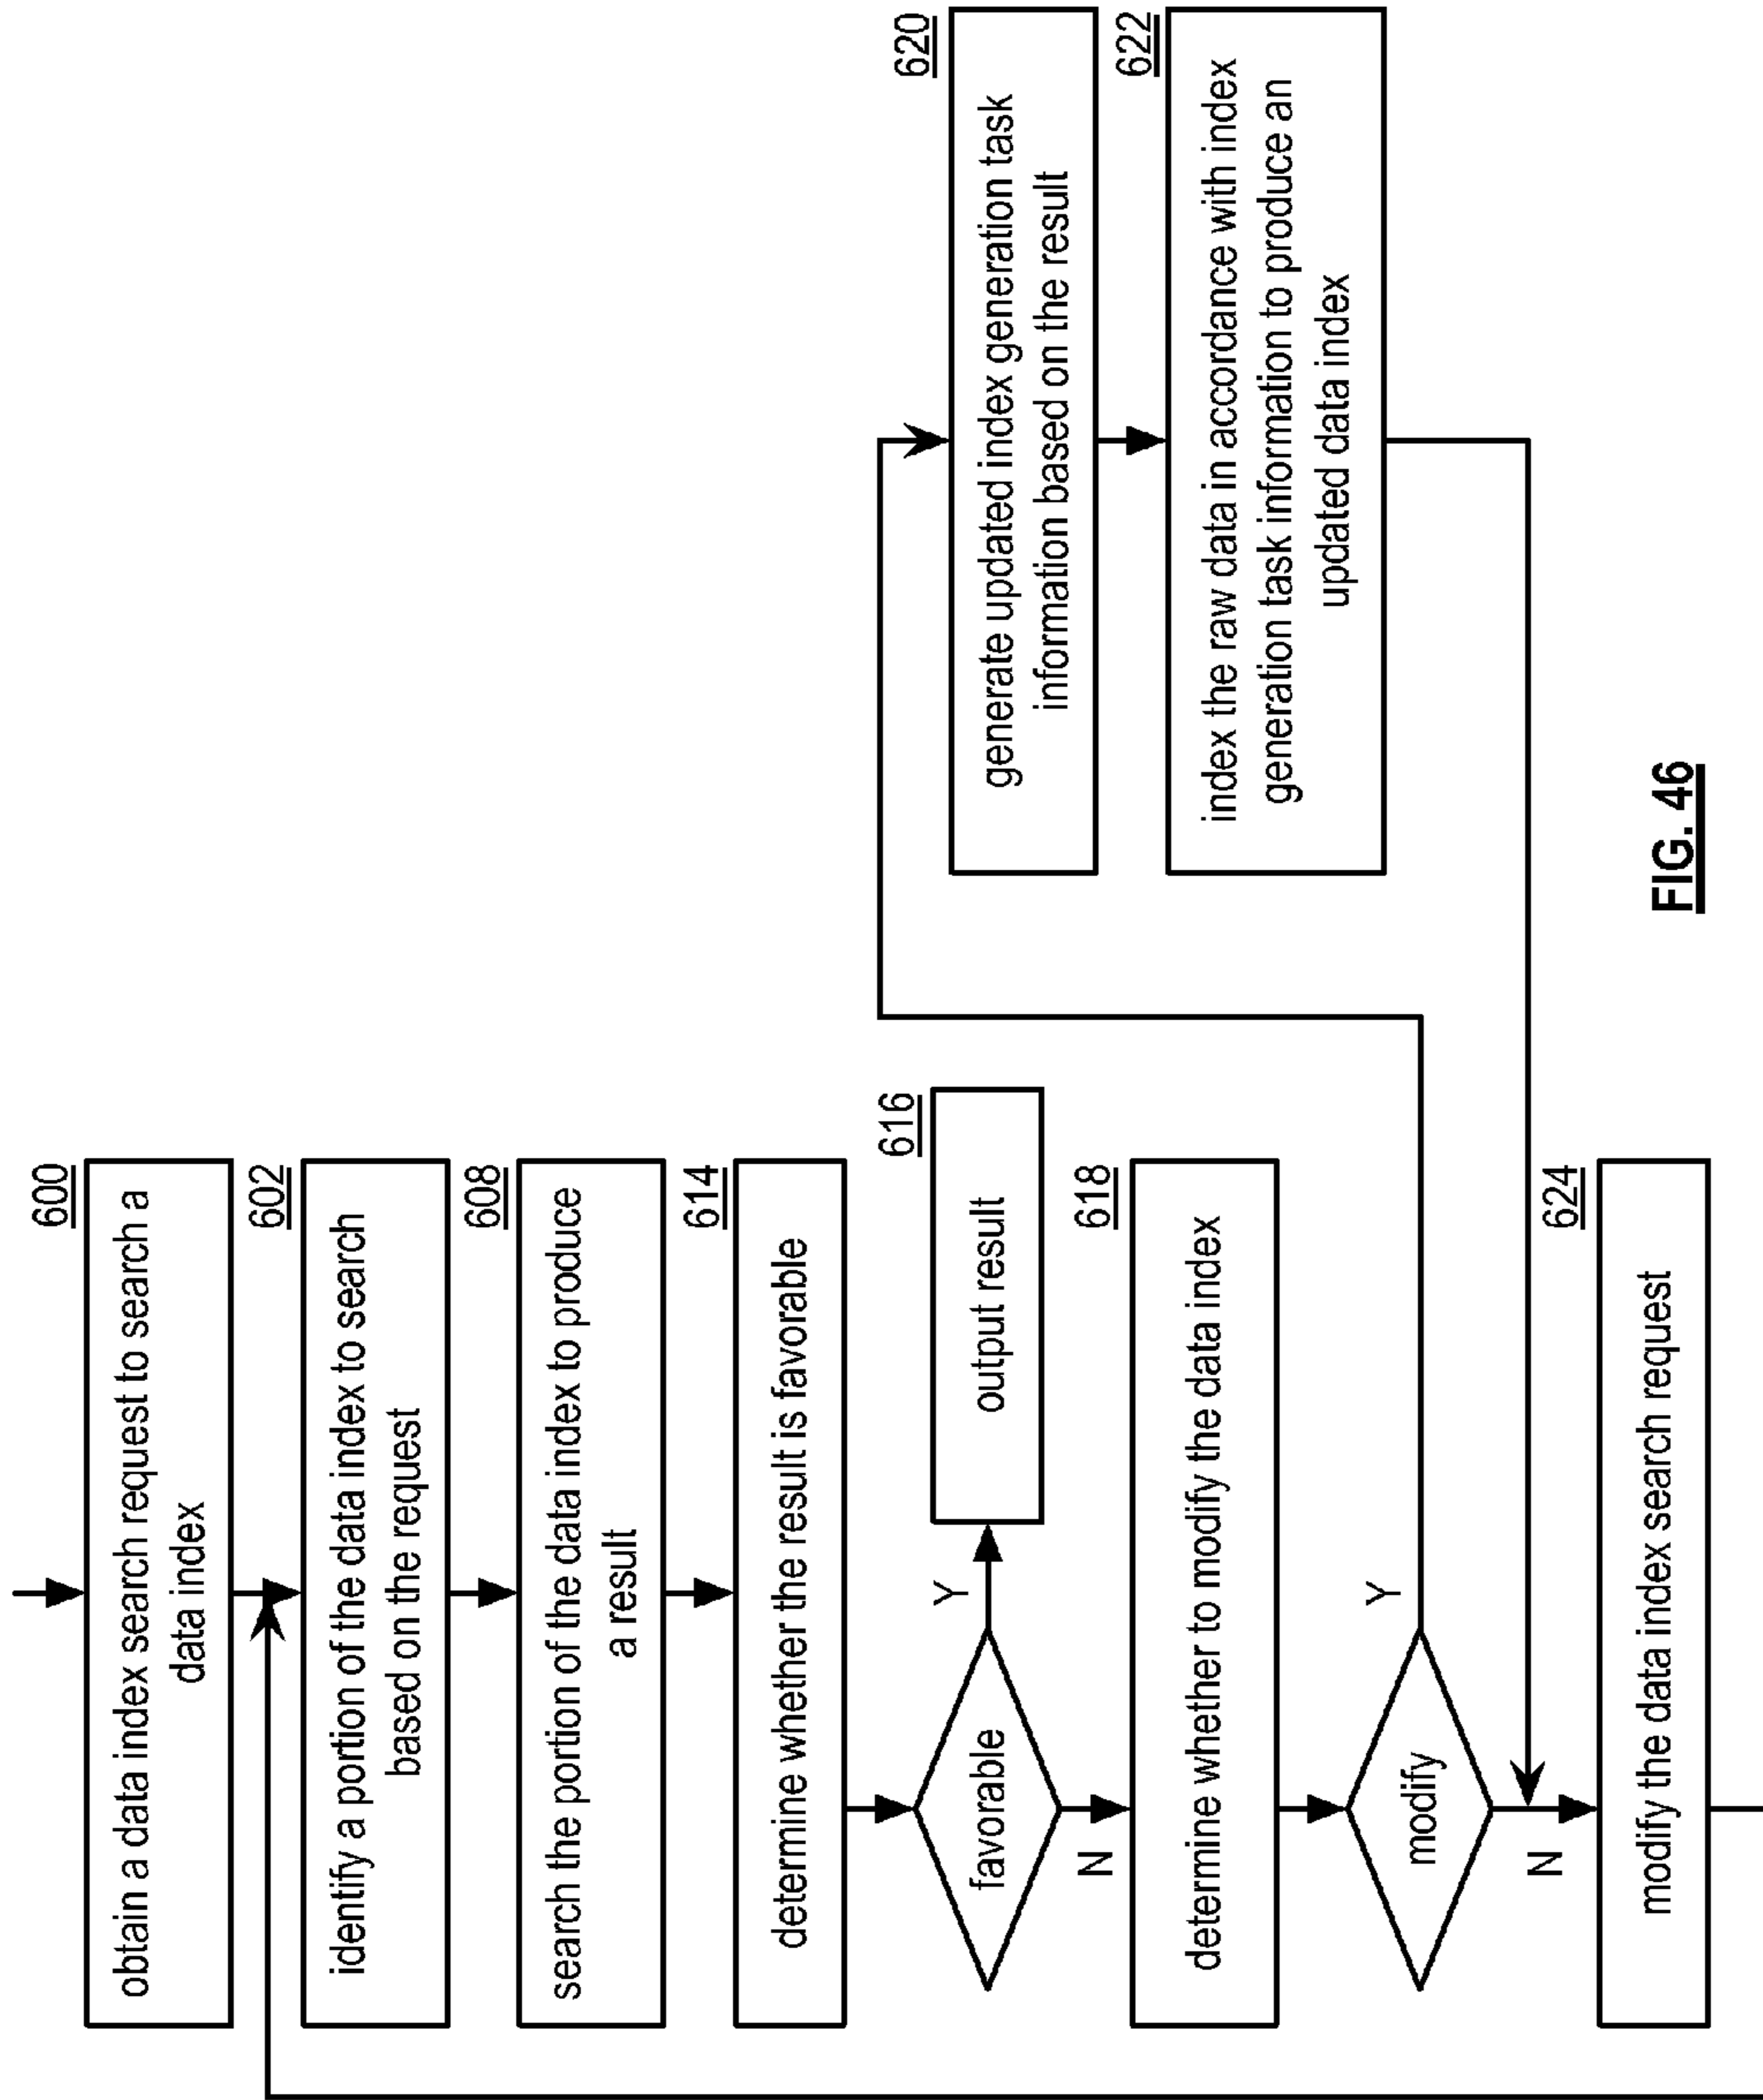 600
obtain a data index search request to search a
data index
602
identify a portion of the data index to search
based on the request
608
search the portion of the data index to produce
a result
614
determine whether the result is favorable
favorable
Y
616
output result
N
618
determine whether to modify the data index
modify
Y
N
620
generate updated index generation task
information based on the result
622
index the raw data in accordance with index
generation task information to produce an
updated data index
624
modify the data index search request
FIG. 46